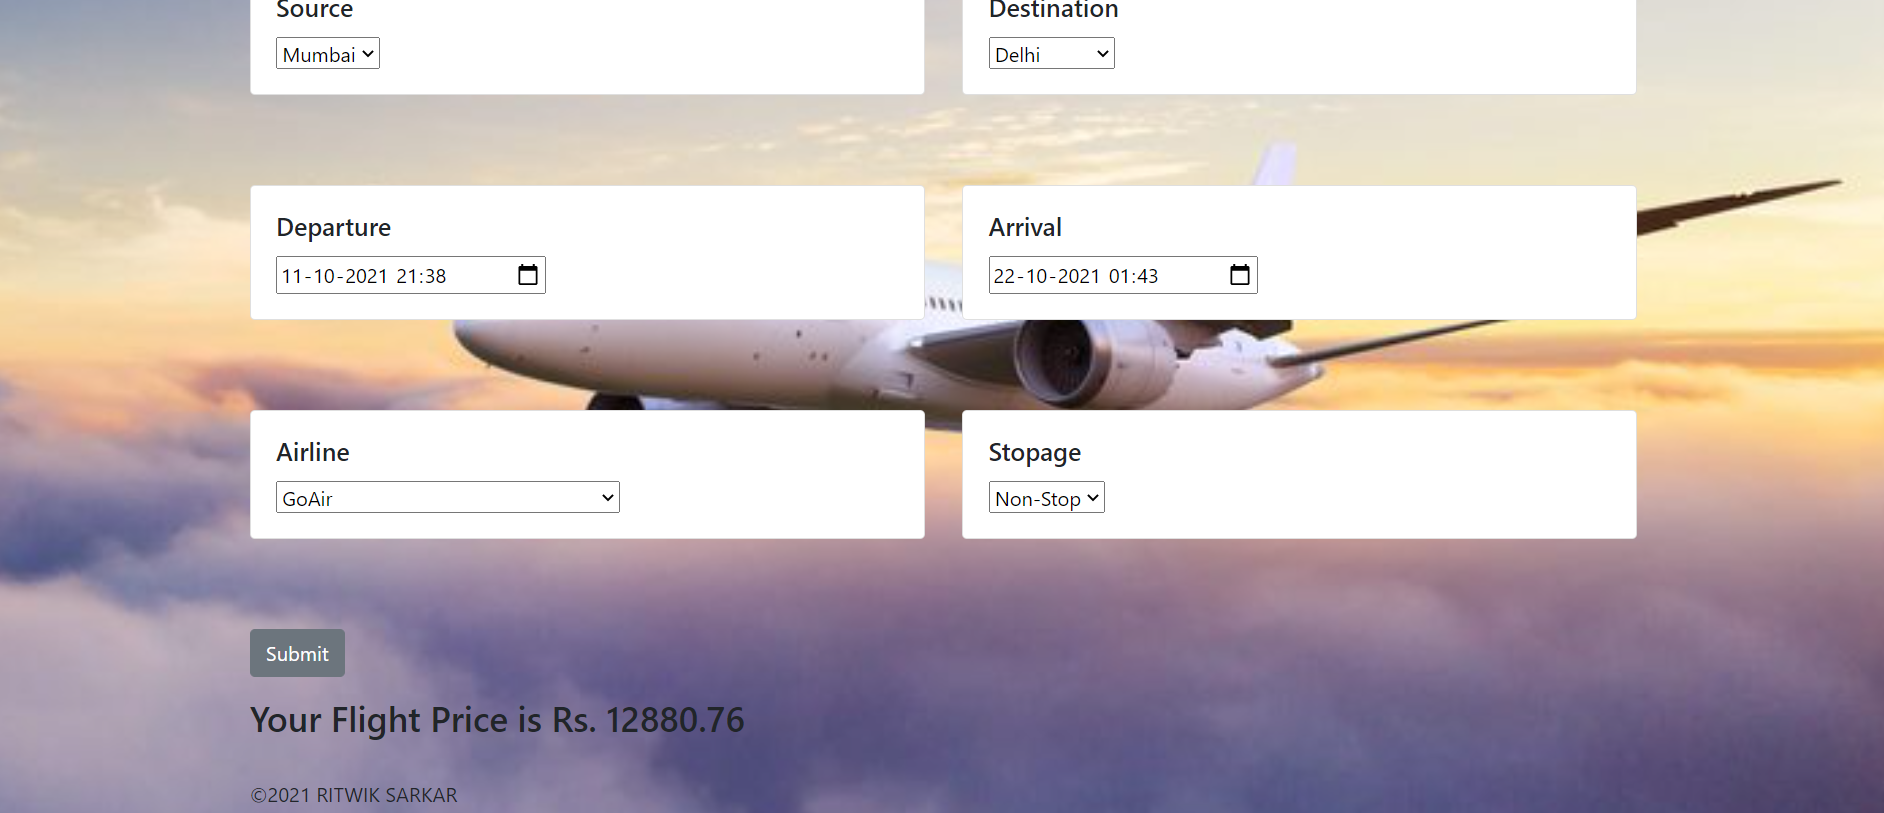 Source
Destination
Mumbai
Delhi
Departure
Arrival
11-10-2021 21:38
22-10-2021 01:43
Airline
Stopage
GoAir
Non-Stop
Submit
Your Flight Price is Rs. 12880.76
©2021 RITWIK SARKAR